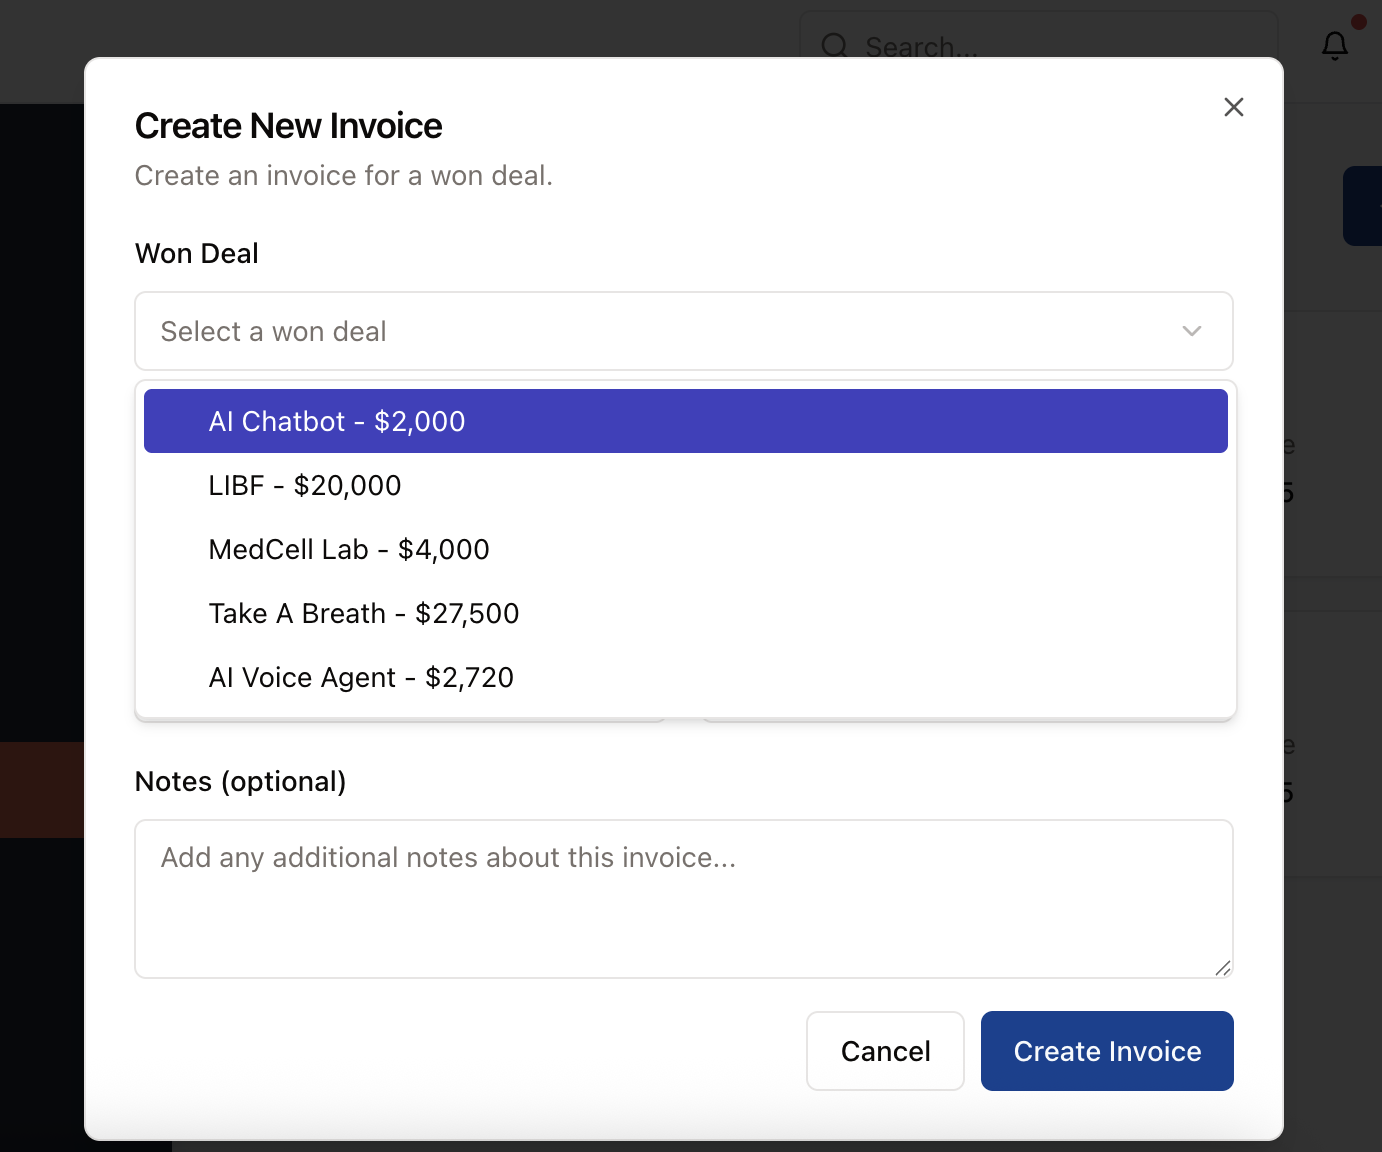 Search...
Create New Invoice
Create an invoice for a won deal.
Won Deal
Select a won deal
AI Chatbot - $2,000
LIBF - $20,000
MedCell Lab - $4,000
Take A Breath - $27,500
AI Voice Agent - $2,720
e
5
Notes (optional)
e
5
Add any additional notes about this invoice...
Cancel
Create Invoice